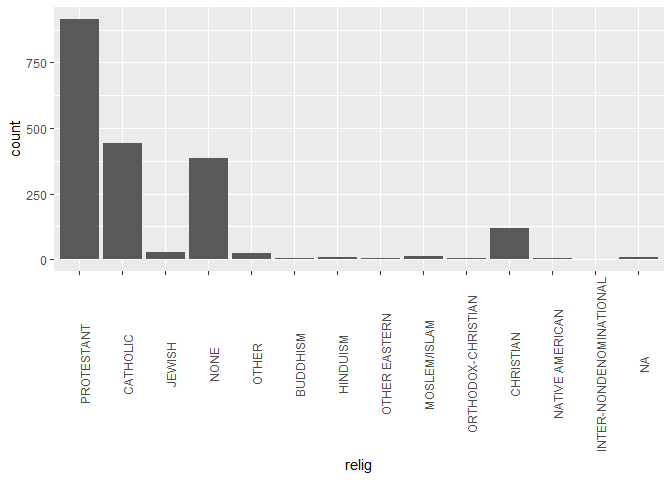 count
750
500
250
0
PROTESTANT
CATHOLIC
JEWISH
NONE
OTHER
BUDDHISM
HINDUISM
OTHER EASTERN
MOSLEM/ISLAM
ORTHODOX-CHRISTIAN
CHRISTIAN
NATIVE AMERICAN
INTER-NONDENOMINATIONAL
NA
relig